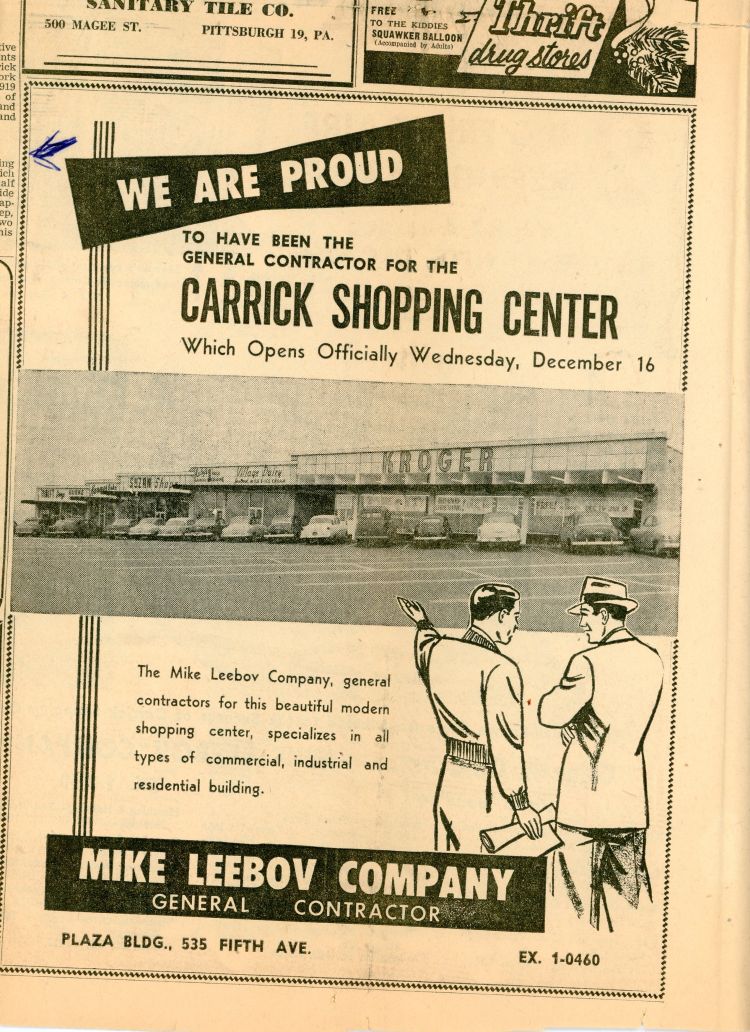 SANITARY TILE CO.
500 MAGEE ST. PITTSBURGH 19, PA.
FREE
TO THE KIDDIES
SQUAWKER BALLOON
(Accompanied by Adults)
Thrift
drug stores
WE ARE PROUD
TO HAVE BEEN THE
GENERAL CONTRACTOR FOR THE
CARRICK SHOPPING CENTER
Which Opens Officially Wednesday, December 16
KROGER
Village Dairy
SUZAN Shop
The Mike Leebov Company, general
contractors for this beautiful modern
shopping center, specializes in all
types of commercial, industrial and
residential building.
MIKE LEEBOV COMPANY
GENERAL CONTRACTOR
PLAZA BLDG., 535 FIFTH AVE.
EX. 1-0460